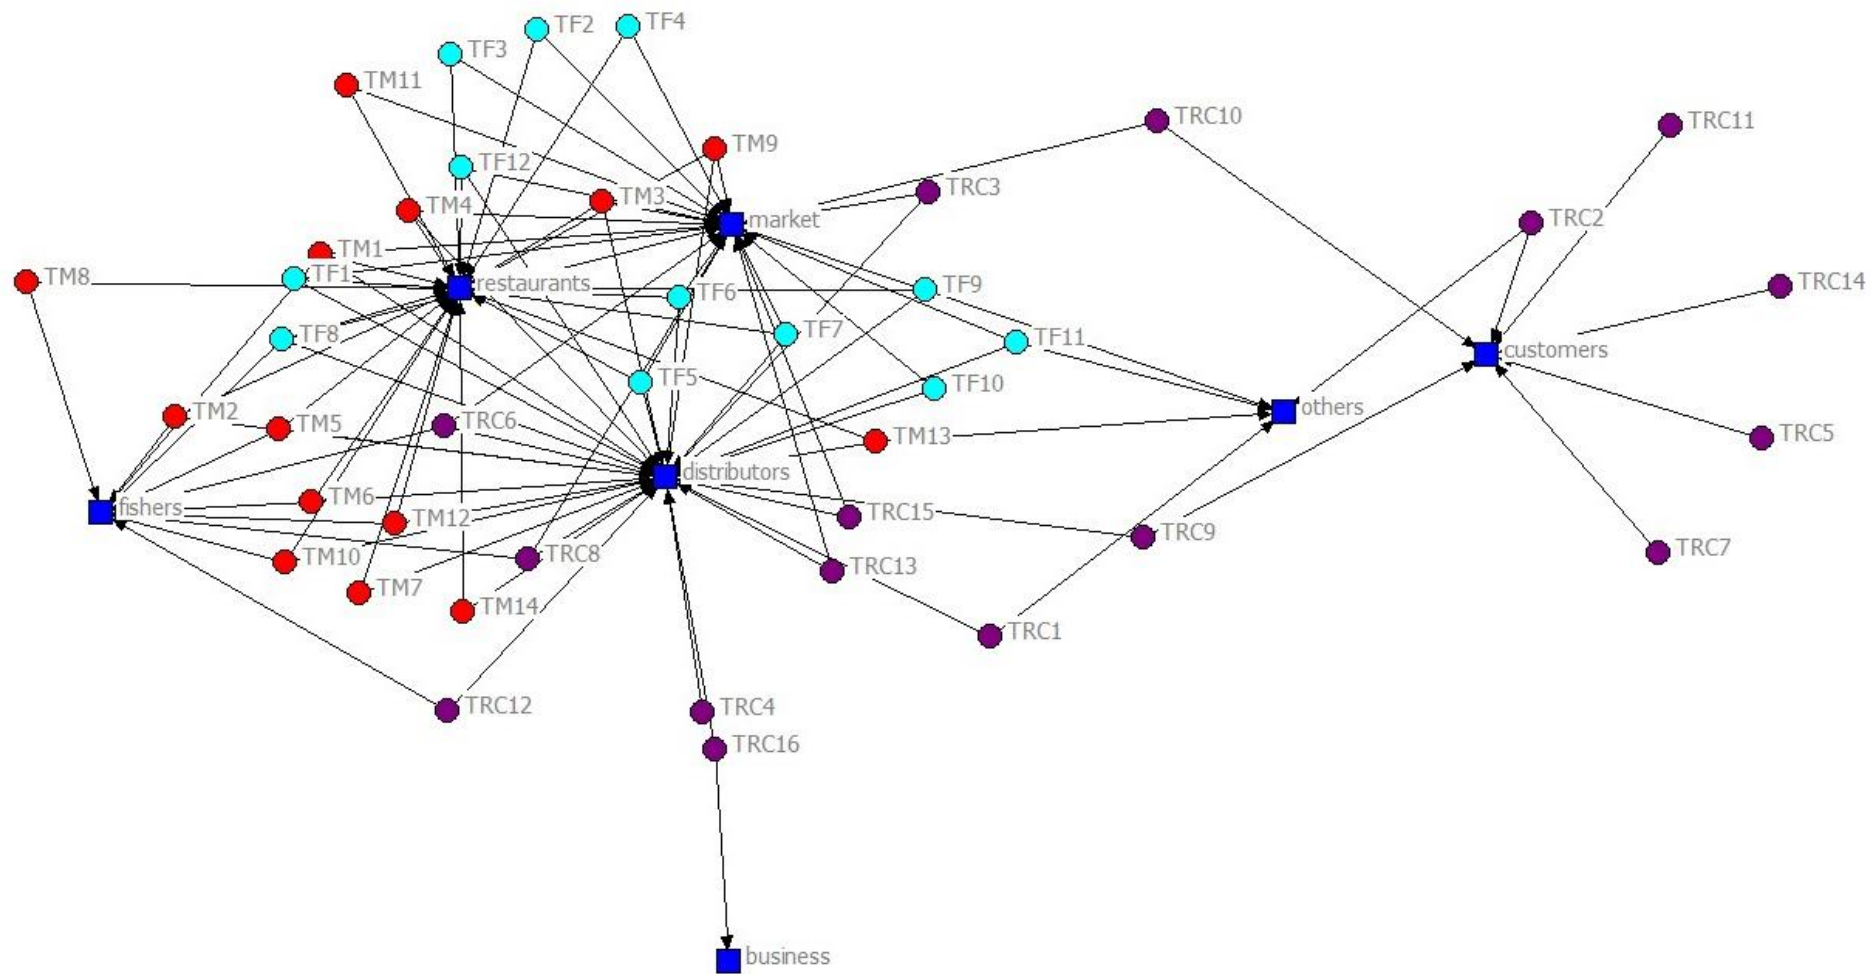 TF2
TF4
TF3
TM11
TRC10
TRC11
TM9
TF12
TRC3
TM3
TM4
market
TRC2
TM1
TF1
TM8
restaurants
TF6
TF9
TRC14
TF8
TF7
TF11
customers
TF5
TF10
TM2
others
TM5
TRC6
TM13
TRC5
distributors
TM6
fishers
TM12
TRC15
TRC9
TM10
TRC8
TRC13
TRC7
TM7
TM14
TRC1
TRC12
TRC4
TRC16
business